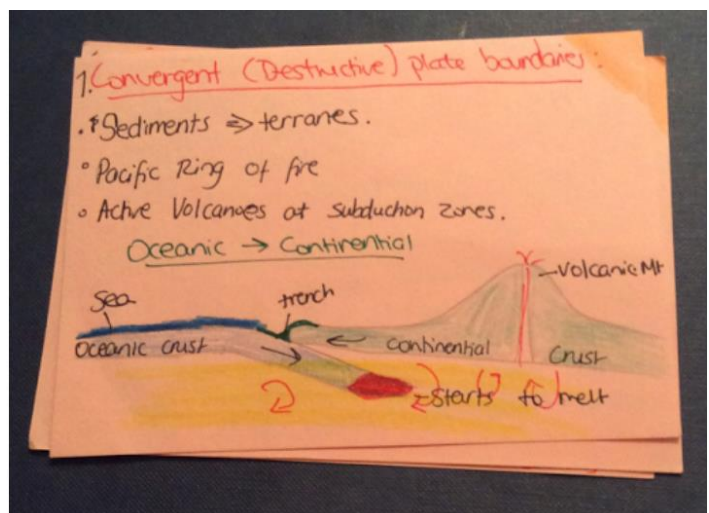 1. Convergent (Destructive) plate boundaries:
• Sediments ⇒ terranes.
° Pacific Ring of fire
° Active Volcanoes at subduction zones.
Oceanic → Continential
Volcanic Mt
Sea
trench
Oceanic crust
Continential
Crust
Starts to melt